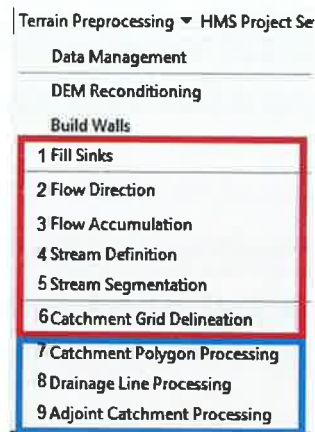 Terrain Preprocessing ▾ HMS Project Se
Data Management
DEM Reconditioning
Build Walls
1 Fill Sinks
2 Flow Direction
3 Flow Accumulation
4 Stream Definition
5 Stream Segmentation
6 Catchment Grid Delineation
7 Catchment Polygon Processing
8 Drainage Line Processing
9 Adjoint Catchment Processing